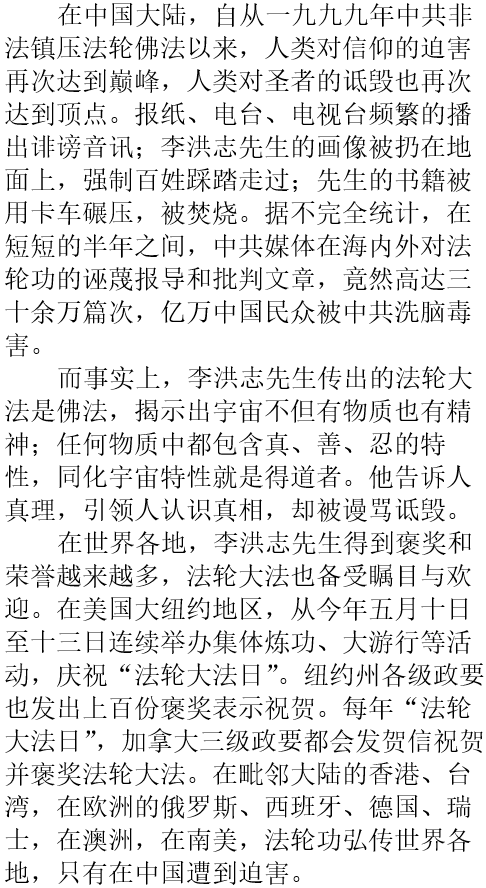 在中国大陆，自从一九九九年中共非
法镇压法轮佛法以来，人类对信仰的迫害
再次达到巅峰，人类对圣者的诋毁也再次
达到顶点。报纸、电台、电视台频繁的播
出诽谤音讯；李洪志先生的画像被扔在地
面上，强制百姓踩踏走过；先生的书籍被
用卡车碾压，被焚烧。据不完全统计，在
短短的半年之间，中共媒体在海内外对法
轮功的诬蔑报导和批判文章，竟然高达三
十余万篇次，亿万中国民众被中共洗脑毒
害。
而事实上，李洪志先生传出的法轮大
法是佛法，揭示出宇宙不但有物质也有精
神；任何物质中都包含真、善、忍的特
性，同化宇宙特性就是得道者。他告诉人
真理，引领人认识真相，却被谩骂诋毁。
在世界各地，李洪志先生得到褒奖和
荣誉越来越多，法轮大法也备受瞩目与欢
迎。在美国大纽约地区，从今年五月十日
至十三日连续举办集体炼功、大游行等活
动，庆祝“法轮大法日”。纽约州各级政要
也发出上百份褒奖表示祝贺。每年“法轮
大法日”，加拿大三级政要都会发贺信祝贺
并褒奖法轮大法。在毗邻大陆的香港、台
湾，在欧洲的俄罗斯、西班牙、德国、瑞
士，在澳洲，在南美，法轮功弘传世界各
地，只有在中国遭到迫害。